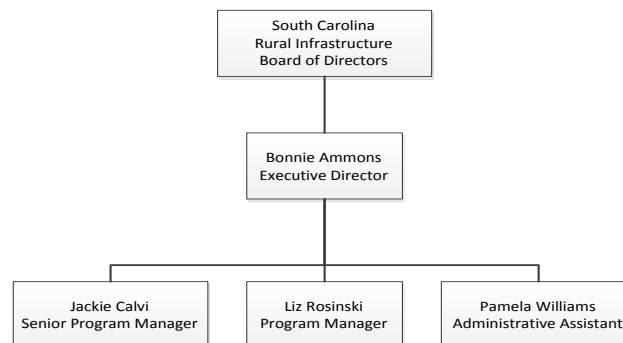 South Carolina
Rural Infrastructure
Board of Directors
Bonnie Ammons
Executive Director
Jackie Calvi
Senior Program Manager
Liz Rosinski
Program Manager
Pamela Williams
Administrative Assistant